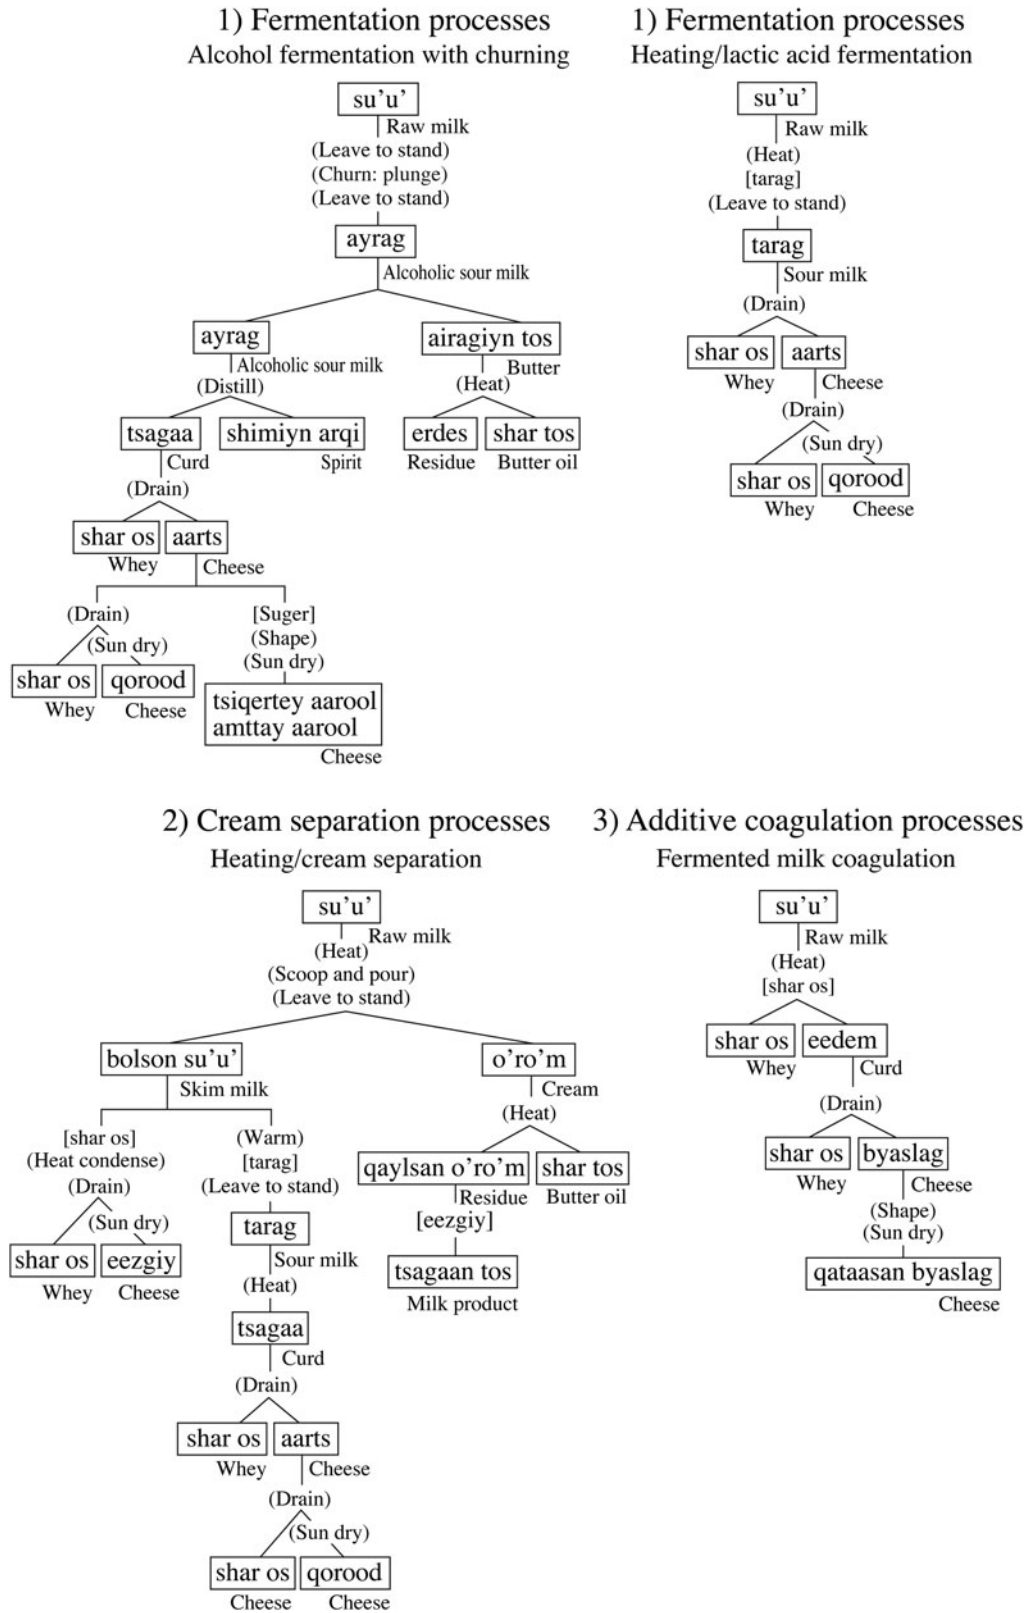 1) Fermentation processes
Alcohol fermentation with churning
su’u’
Raw milk
(Leave to stand)
(Churn: plunge)
(Leave to stand)
ayrag
Alcoholic sour milk
ayrag
airagiyn tos
Alcoholic sour milk
Butter
(Distill)
(Heat)
tsagaa
shimiyn arqi
erdes
shar tos
Curd
Spirit
Residue
Butter oil
(Drain)
shar os
aarts
Whey
Cheese
(Drain)
[Suger]
(Sun dry)
(Shape)
(Sun dry)
shar os
qorood
tsiqertey aarool
amttay aarool
Whey
Cheese
Cheese
1) Fermentation processes
Heating/lactic acid fermentation
su’u’
Raw milk
(Heat)
[tarag]
(Leave to stand)
tarag
Sour milk
(Drain)
shar os
aarts
Whey
Cheese
(Drain)
(Sun dry)
shar os
qorood
Whey
Cheese
2) Cream separation processes
Heating/cream separation
su’u’
Raw milk
(Heat)
(Scoop and pour)
(Leave to stand)
bolson su’u’
o’ro’m
Skim milk
Cream
[shar os]
(Heat condense)
(Drain)
(Sun dry)
shar os
eezgiy
Whey
Cheese
(Warm)
[tarag]
(Leave to stand)
tarag
Sour milk
(Heat)
tsagaa
Curd
(Drain)
shar os
aarts
Whey
Cheese
(Drain)
(Sun dry)
shar os
qorood
Cheese
Cheese
(Heat)
qaylsan o’ro’m
shar tos
Residue
Butter oil
[eezgiy]
tsagaan tos
Milk product
3) Additive coagulation processes
Fermented milk coagulation
su’u’
Raw milk
(Heat)
[shar os]
shar os
eedem
Whey
Curd
(Drain)
shar os
byaslag
Whey
Cheese
(Shape)
(Sun dry)
qataasan byaslag
Cheese